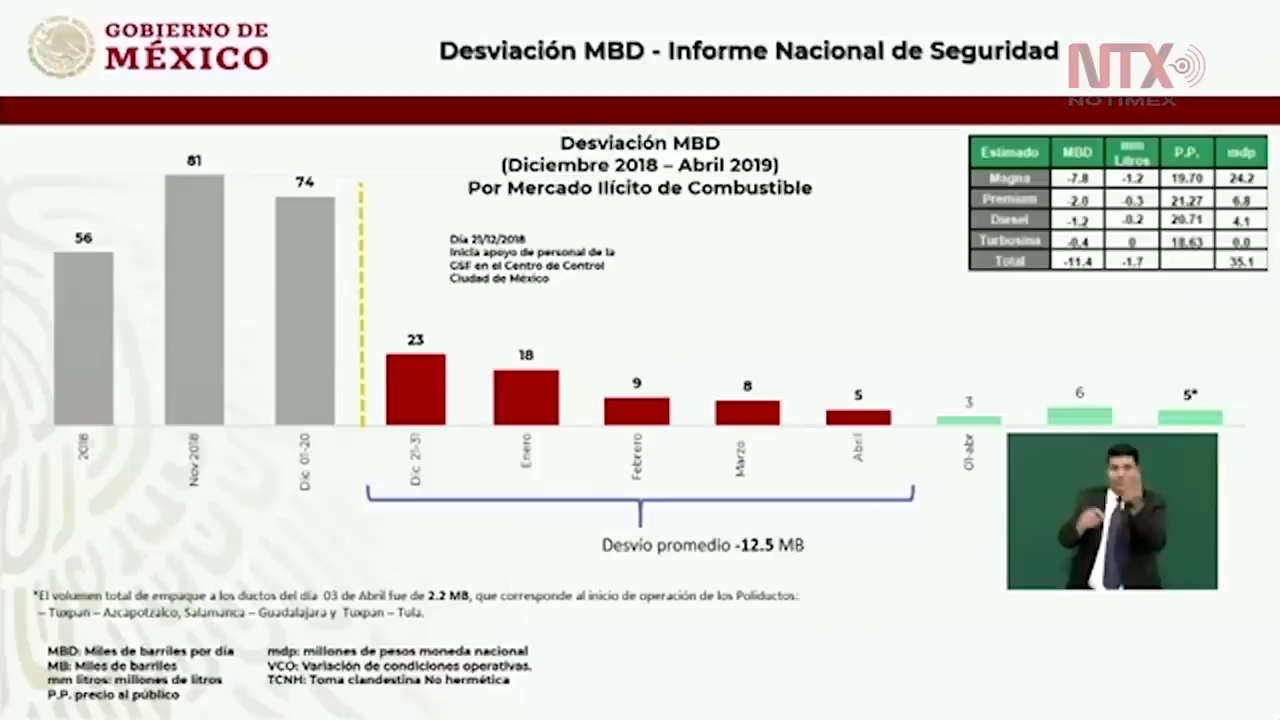 GOBIERNO DE
MÉXICO
Desviación MBD - Informe Nacional de Seguridad
NTX
NOTIMEX
Desviación MBD
(Diciembre 2018 – Abril 2019)
Por Mercado Ilícito de Combustible
Día 21/12/2018
Inicia apoyo de personal de la
GSF en el Centro de Control
Ciudad de México
Estimado MBD mm Litros P.P. mdp
Magna -7.8 -1.2 19.70 24.2
Premium -2.0 -0.3 21.27 6.8
Diesel -1.2 -0.2 20.71 4.1
Turbosina -0.4 0 18.63 0.0
Total -11.4 -1.7 35.1
56
81
74
23
18
9
8
5
3
6
5*
2018
Nov 2018
Dic 01-20
Dic 21-31
Enero
Febrero
Marzo
Abril
01-abr
Desvío promedio -12.5 MB
*El volumen total de empaque a los ductos del día 03 de Abril fue de 2.2 MB, que corresponde al inicio de operación de los Poliductos:
– Tuxpan – Azcapotzalco, Salamanca – Guadalajara y Tuxpan – Tula.
MBD: Miles de barriles por día
MB: Miles de barriles
mm litros: millones de litros
P.P. precio al público
mdp: millones de pesos moneda nacional
VCO: Variación de condiciones operativas.
TCNH: Toma clandestina No hermética